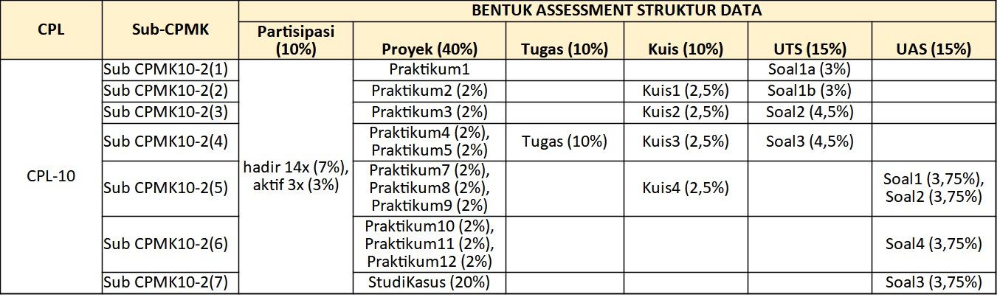 CPL
Sub-CPMK
BENTUK ASSESSMENT STRUKTUR DATA
Partisipasi
(10%)
Proyek (40%)
Tugas (10%)
Kuis (10%)
UTS (15%)
UAS (15%)
CPL-10
Sub CPMK10-2(1)
hadir 14x (7%),
aktif 3x (3%)
Praktikum1
Soal1a (3%)
Sub CPMK10-2(2)
Praktikum2 (2%)
Kuis1 (2,5%)
Soal1b (3%)
Sub CPMK10-2(3)
Praktikum3 (2%)
Kuis2 (2,5%)
Soal2 (4,5%)
Sub CPMK10-2(4)
Praktikum4 (2%),
Praktikum5 (2%)
Tugas (10%)
Kuis3 (2,5%)
Soal3 (4,5%)
Sub CPMK10-2(5)
Praktikum7 (2%),
Praktikum8 (2%),
Praktikum9 (2%)
Kuis4 (2,5%)
Soal1 (3,75%),
Soal2 (3,75%)
Sub CPMK10-2(6)
Praktikum10 (2%),
Praktikum11 (2%),
Praktikum12 (2%)
Soal4 (3,75%)
Sub CPMK10-2(7)
StudiKasus (20%)
Soal3 (3,75%)